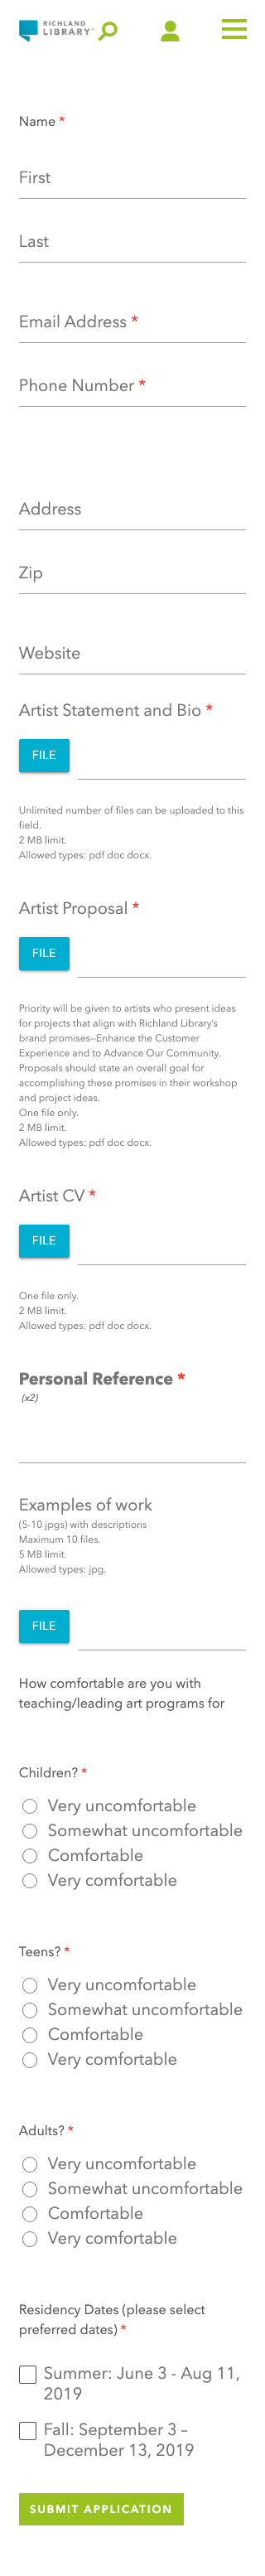 RICHLAND
LIBRARY
Name *
First
Last
Email Address *
Phone Number *
Address
Zip
Website
Artist Statement and Bio *
FILE
Unlimited number of files can be uploaded to this
field.
2 MB limit.
Allowed types: pdf doc docx.
Artist Proposal *
FILE
Priority will be given to artists who present ideas
for projects that align with Richland Library's
brand promises—Enhance the Customer
Experience and to Advance Our Community.
Proposals should state an overall goal for
accomplishing these promises in their workshop
and project ideas.
One file only.
2 MB limit.
Allowed types: pdf doc docx.
Artist CV *
FILE
One file only.
2 MB limit.
Allowed types: pdf doc docx.
Personal Reference *
(x2)
Examples of work
(5-10 jpgs) with descriptions
Maximum 10 files.
5 MB limit.
Allowed types: jpg.
FILE
How comfortable are you with
teaching/leading art programs for
Children? *
Very uncomfortable
Somewhat uncomfortable
Comfortable
Very comfortable
Teens? *
Very uncomfortable
Somewhat uncomfortable
Comfortable
Very comfortable
Adults? *
Very uncomfortable
Somewhat uncomfortable
Comfortable
Very comfortable
Residency Dates (please select
preferred dates) *
Summer: June 3 - Aug 11,
2019
Fall: September 3 –
December 13, 2019
SUBMIT APPLICATION